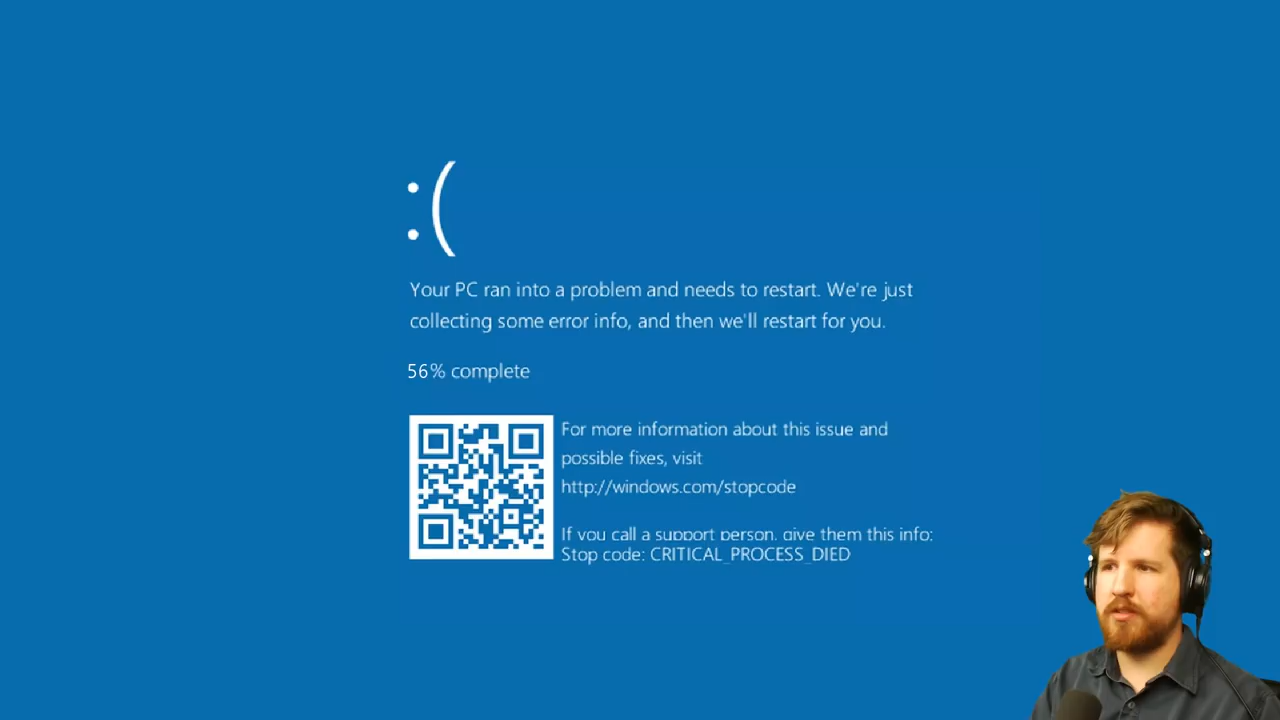 :(
Your PC ran into a problem and needs to restart. We're just
collecting some error info, and then we'll restart for you.
56% complete
For more information about this issue and
possible fixes, visit
http://windows.com/stopcode
If you call a support person, give them this info:
Stop code: CRITICAL_PROCESS_DIED